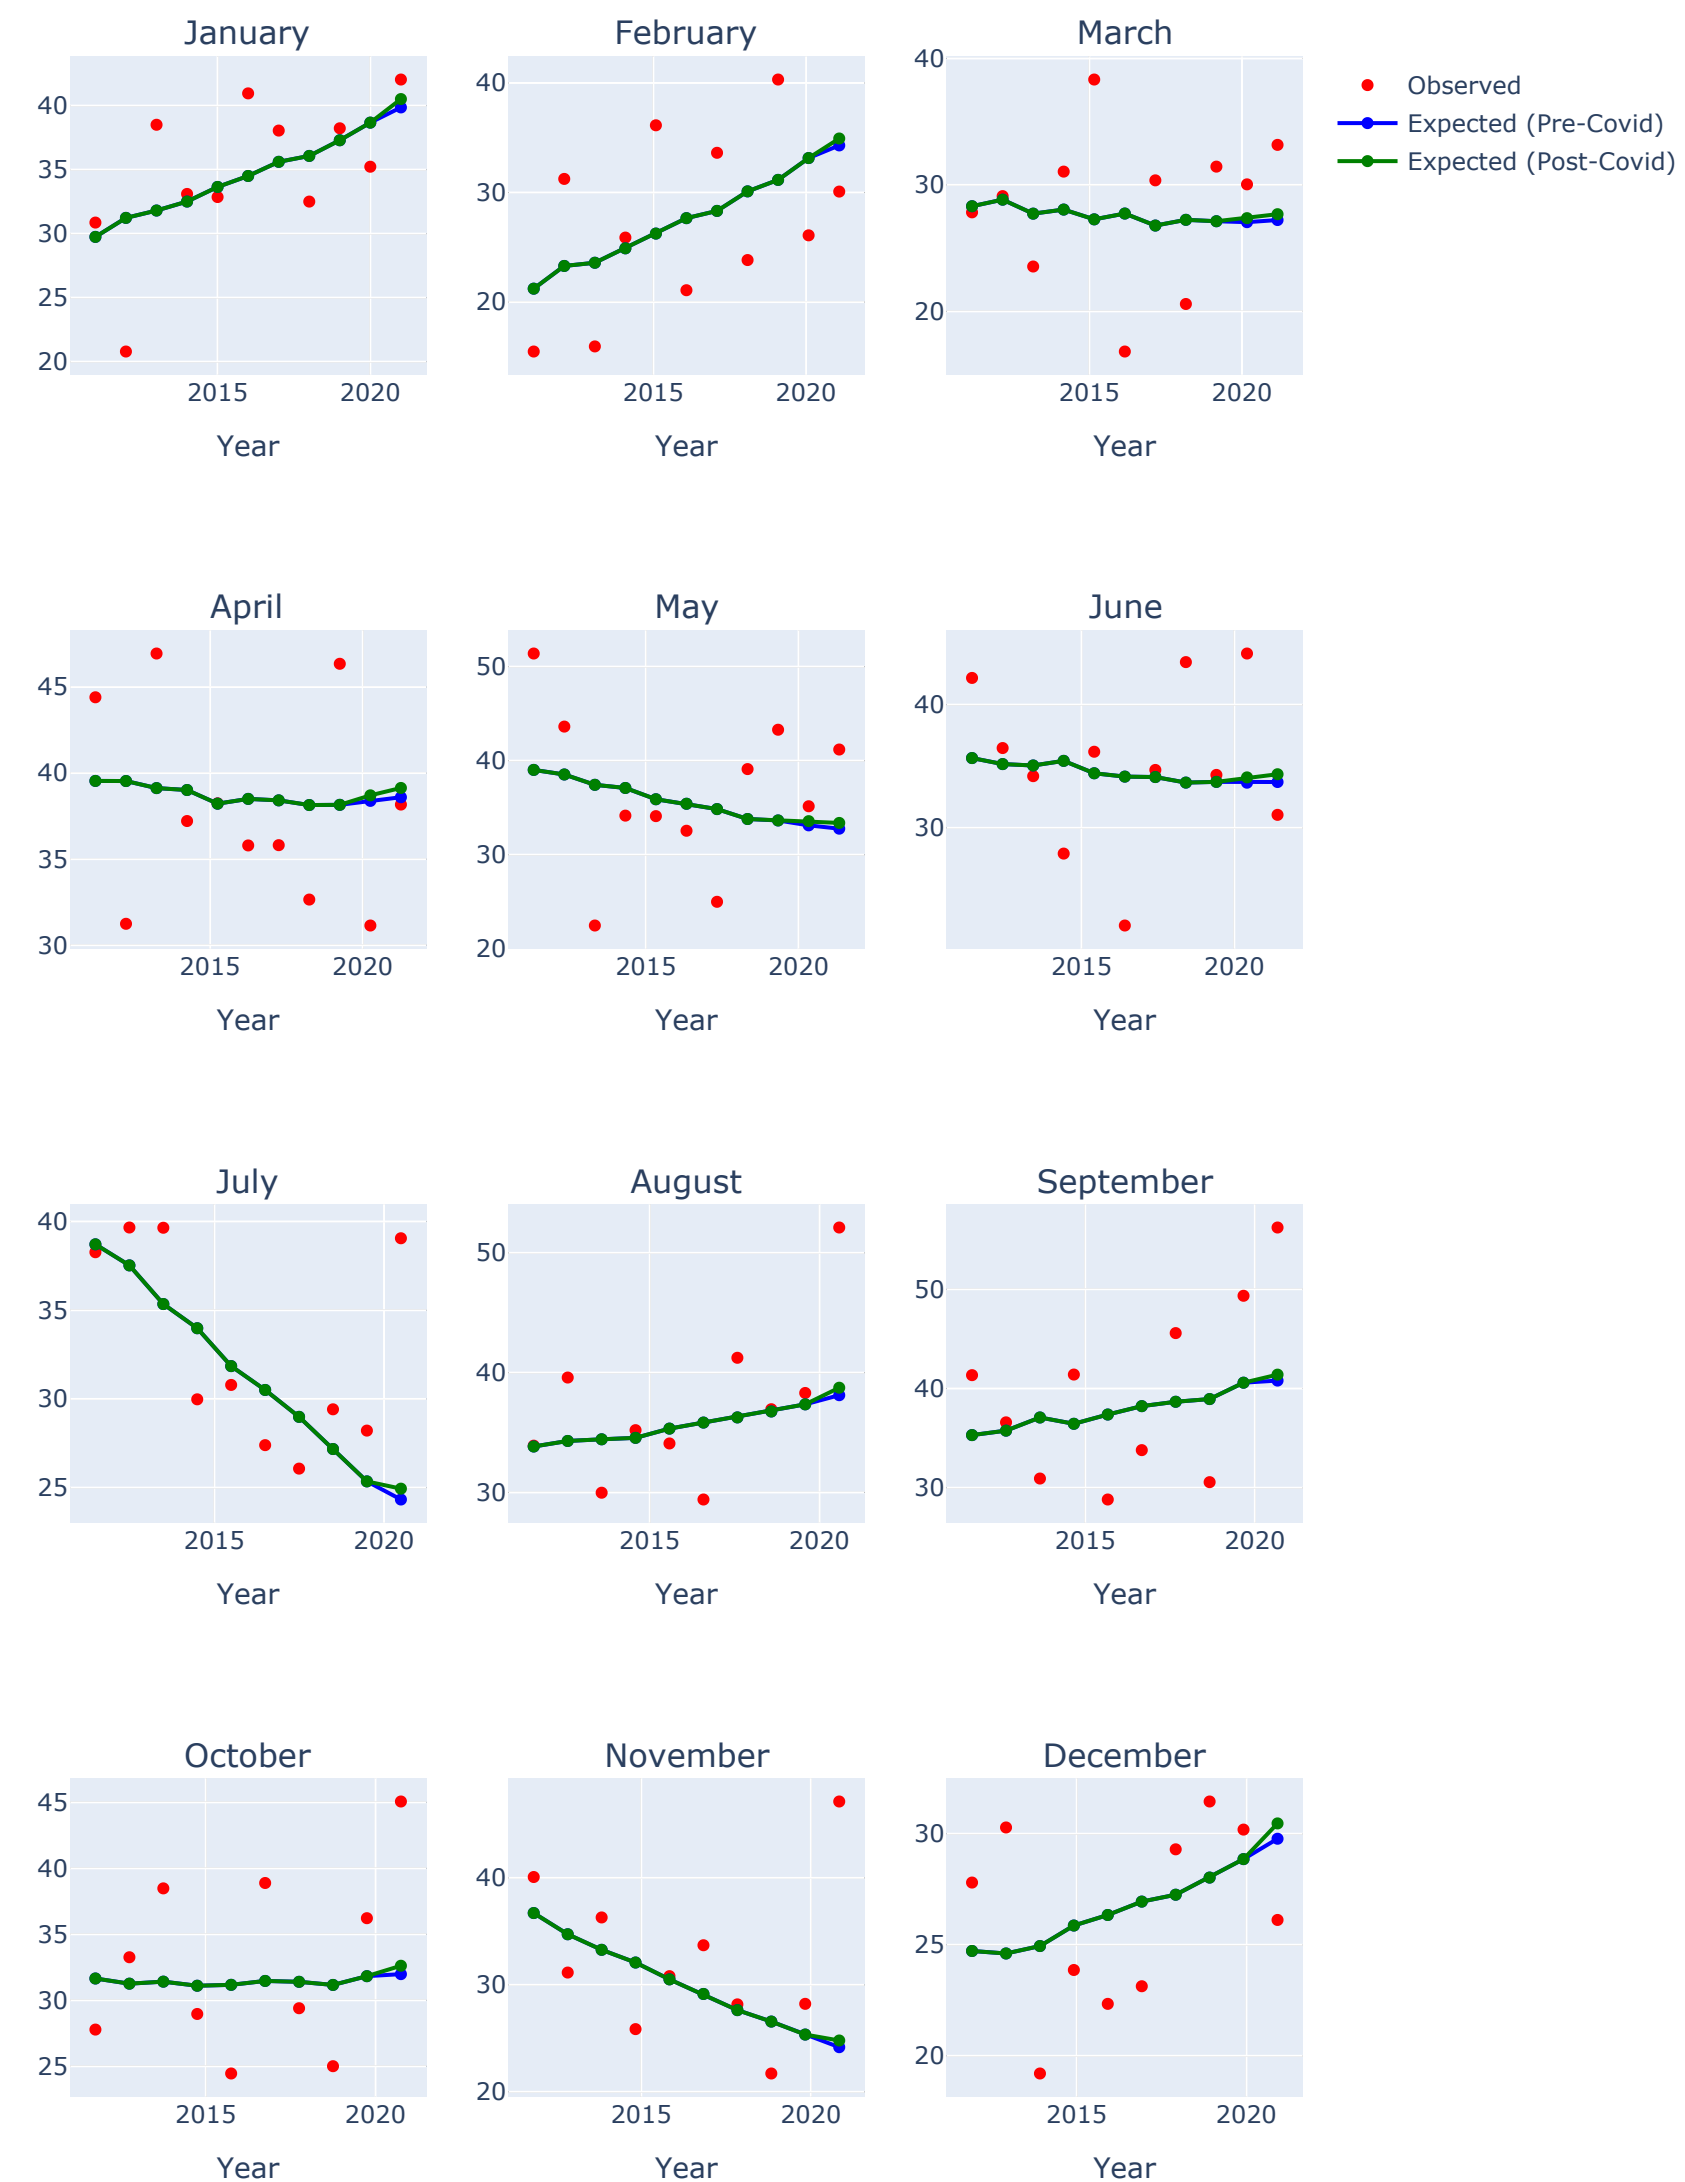 January February March
40 35 30 25 20
2015 2020
Year
40 30 20
2015 2020
Year
40 30 20
2015 2020
Year
Observed
Expected (Pre-Covid)
Expected (Post-Covid)
April May June
45 40 35 30
2015 2020
Year
50 40 30 20
2015 2020
Year
40 30
2015 2020
Year
July August September
40 35 30 25
2015 2020
Year
50 40 30
2015 2020
Year
50 40 30
2015 2020
Year
October November December
45 40 35 30 25
2015 2020
Year
40 30 20
2015 2020
Year
30 25 20
2015 2020
Year